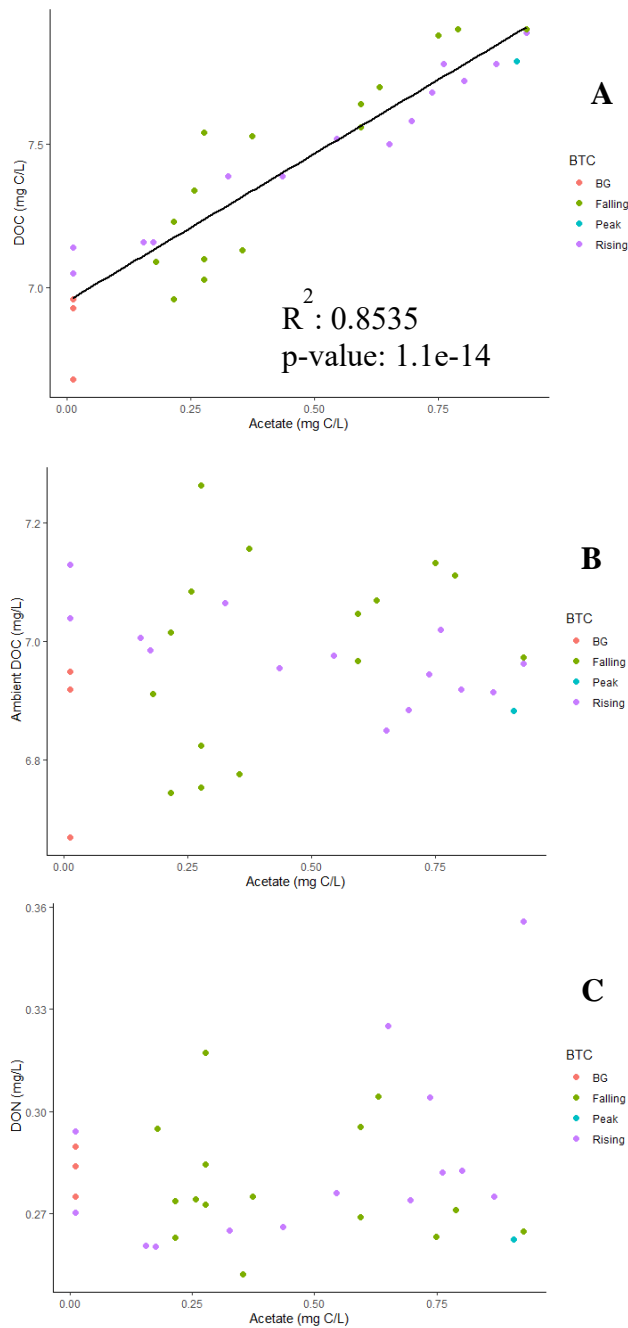 A
DOC (mg C/L)
7.5
7.0
R2: 0.8535
p-value: 1.1e-14
0.00 0.25 0.50 0.75
Acetate (mg C/L)
BTC
BG
Falling
Peak
Rising
B
Ambient DOC (mg/L)
7.2
7.0
6.8
0.00 0.25 0.50 0.75
Acetate (mg C/L)
BTC
BG
Falling
Peak
Rising
C
DON (mg/L)
0.36
0.33
0.30
0.27
0.00 0.25 0.50 0.75
Acetate (mg C/L)
BTC
BG
Falling
Peak
Rising